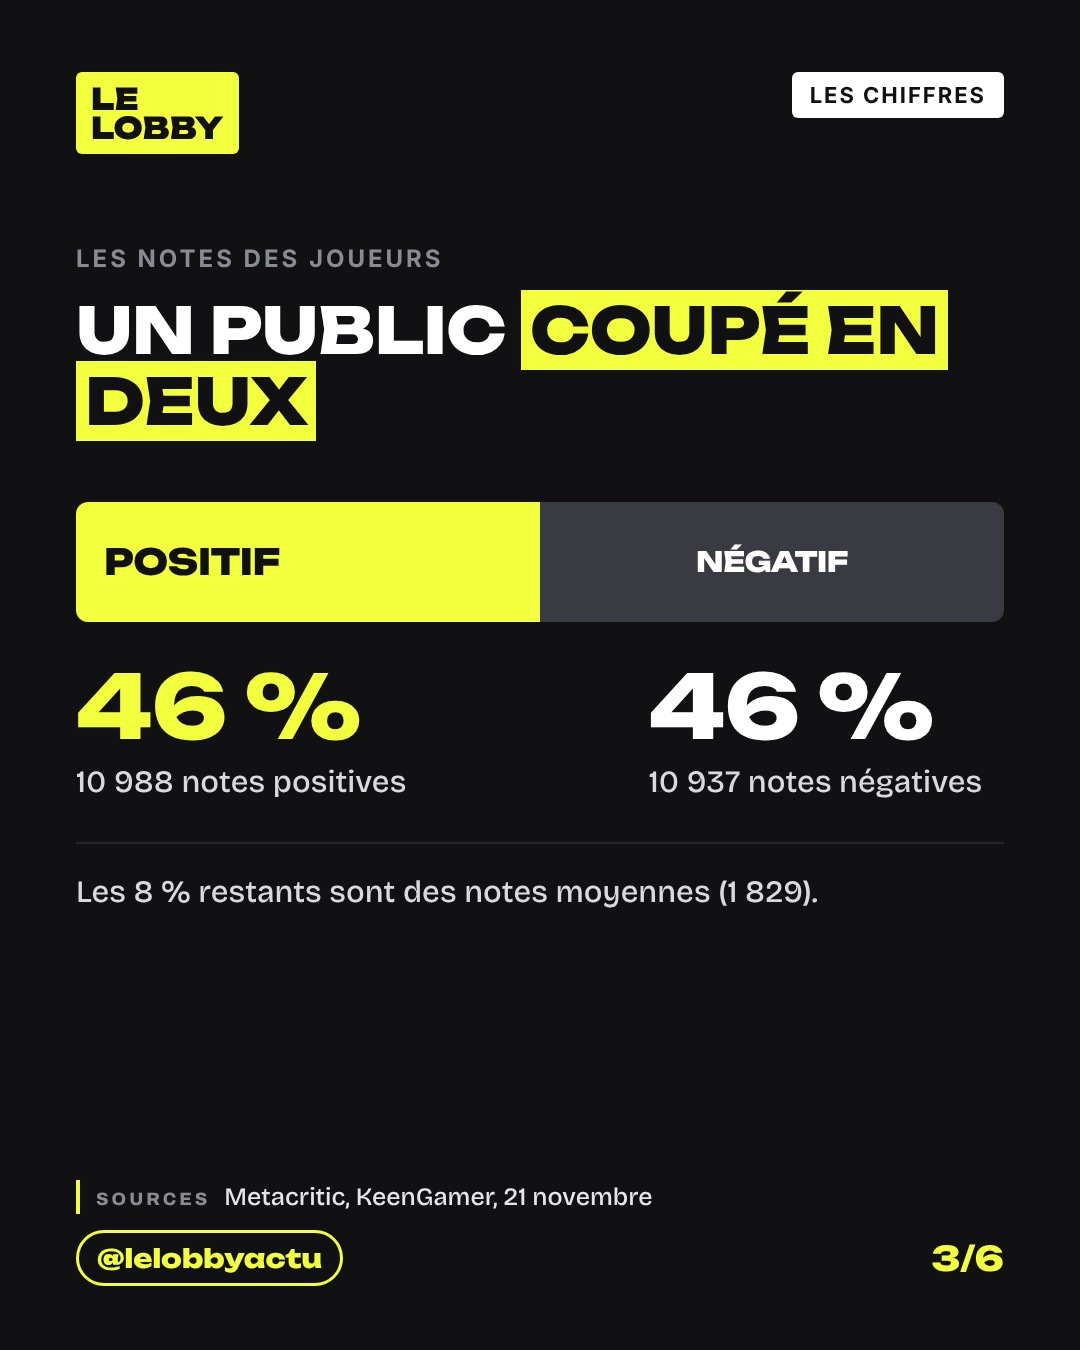 LE
LOBBY
LES CHIFFRES
LES NOTES DES JOUEURS
UN PUBLIC COUPÉ EN
DEUX
POSITIF
NÉGATIF
46 %
46 %
10 988 notes positives
10 937 notes négatives
Les 8 % restants sont des notes moyennes (1 829).
SOURCES Metacritic, KeenGamer, 21 novembre
@lelobbyactu
3/6